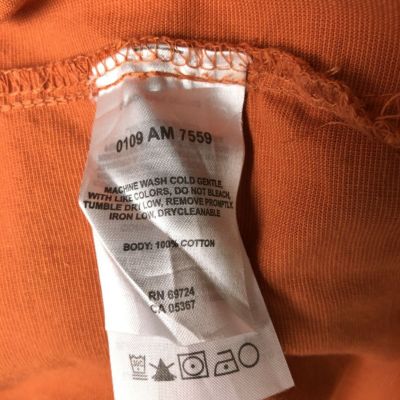 0109 AM 7559
MACHINE WASH COLD GENTLE,
WITH LIKE COLORS, DO NOT BLEACH,
TUMBLE DRY LOW, REMOVE PROMPTLY,
IRON LOW, DRYCLEANABLE
BODY: 100% COTTON
RN 69724
CA 05367